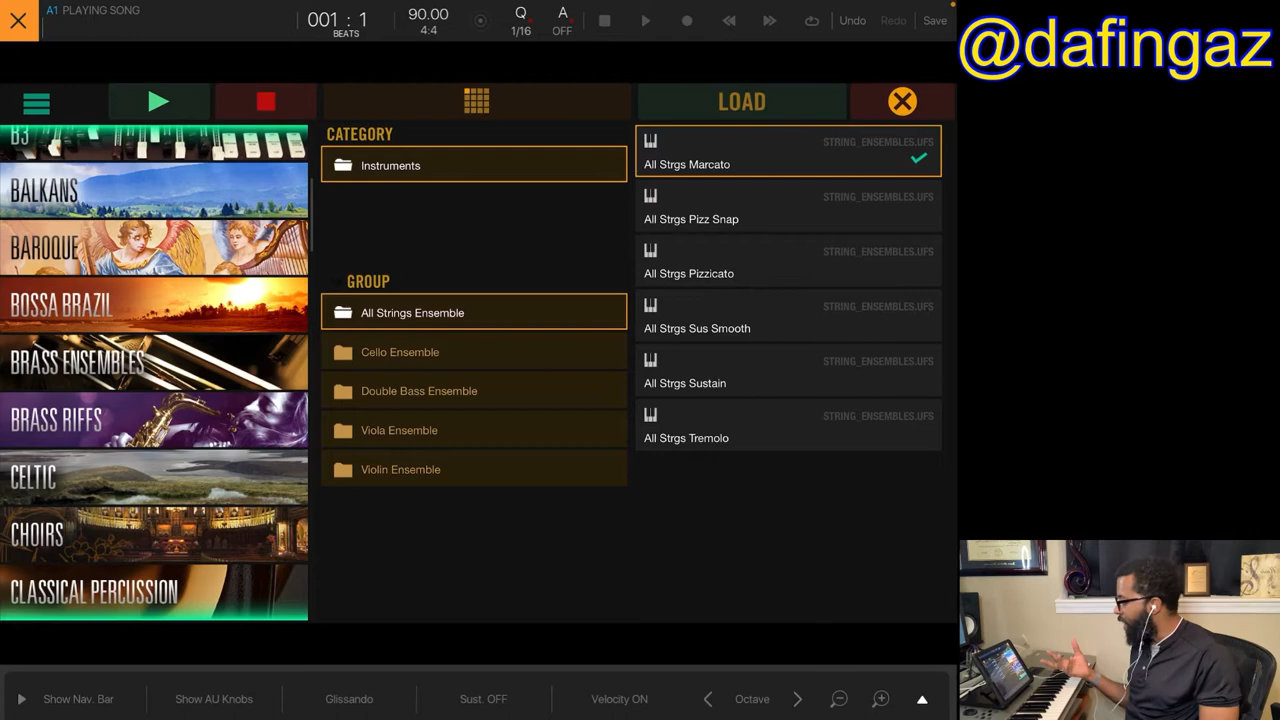 A1 PLAYING SONG
001 : 1
BEATS
90.00
4:4
Q
1/16
A
OFF
Undo
Redo
Save
@dafingaz
LOAD
B3
BALKANS
BAROQUE
BOSSA BRAZIL
BRASS ENSEMBLES
BRASS RIFFS
CELTIC
CHOIRS
CLASSICAL PERCUSSION
CATEGORY
Instruments
GROUP
All Strings Ensemble
Cello Ensemble
Double Bass Ensemble
Viola Ensemble
Violin Ensemble
STRING_ENSEMBLES.UFS
All Strgs Marcato
STRING_ENSEMBLES.UFS
All Strgs Pizz Snap
STRING_ENSEMBLES.UFS
All Strgs Pizzicato
STRING_ENSEMBLES.UFS
All Strgs Sus Smooth
STRING_ENSEMBLES.UFS
All Strgs Sustain
STRING_ENSEMBLES.UFS
All Strgs Tremolo
Show Nav. Bar
Show AU Knobs
Glissando
Sust. OFF
Velocity ON
Octave